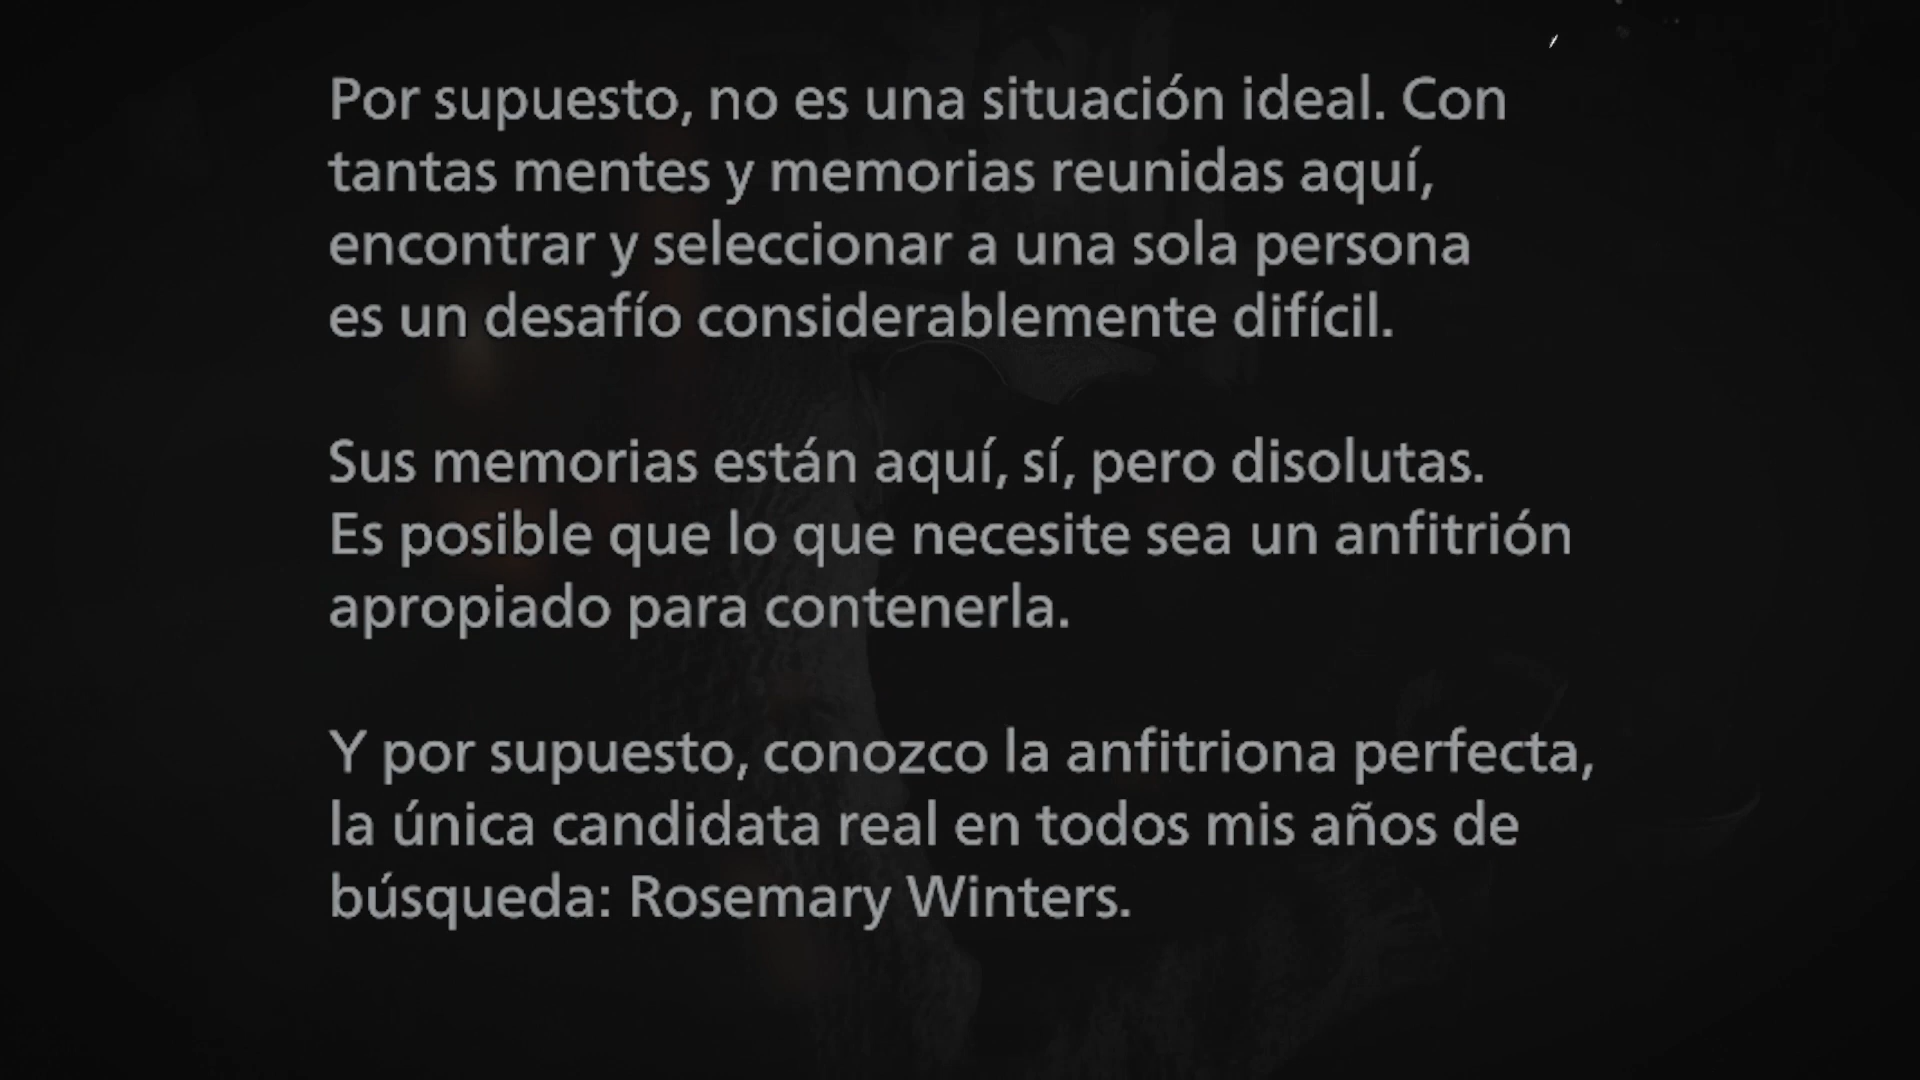 Por supuesto, no es una situación ideal. Con
tantas mentes y memorias reunidas aquí,
encontrar y seleccionar a una sola persona
es un desafío considerablemente difícil.
Sus memorias están aquí, sí, pero disolutas.
Es posible que lo que necesite sea un anfitrión
apropiado para contenerla.
Y por supuesto, conozco la anfitriona perfecta,
la única candidata real en todos mis años de
búsqueda: Rosemary Winters.